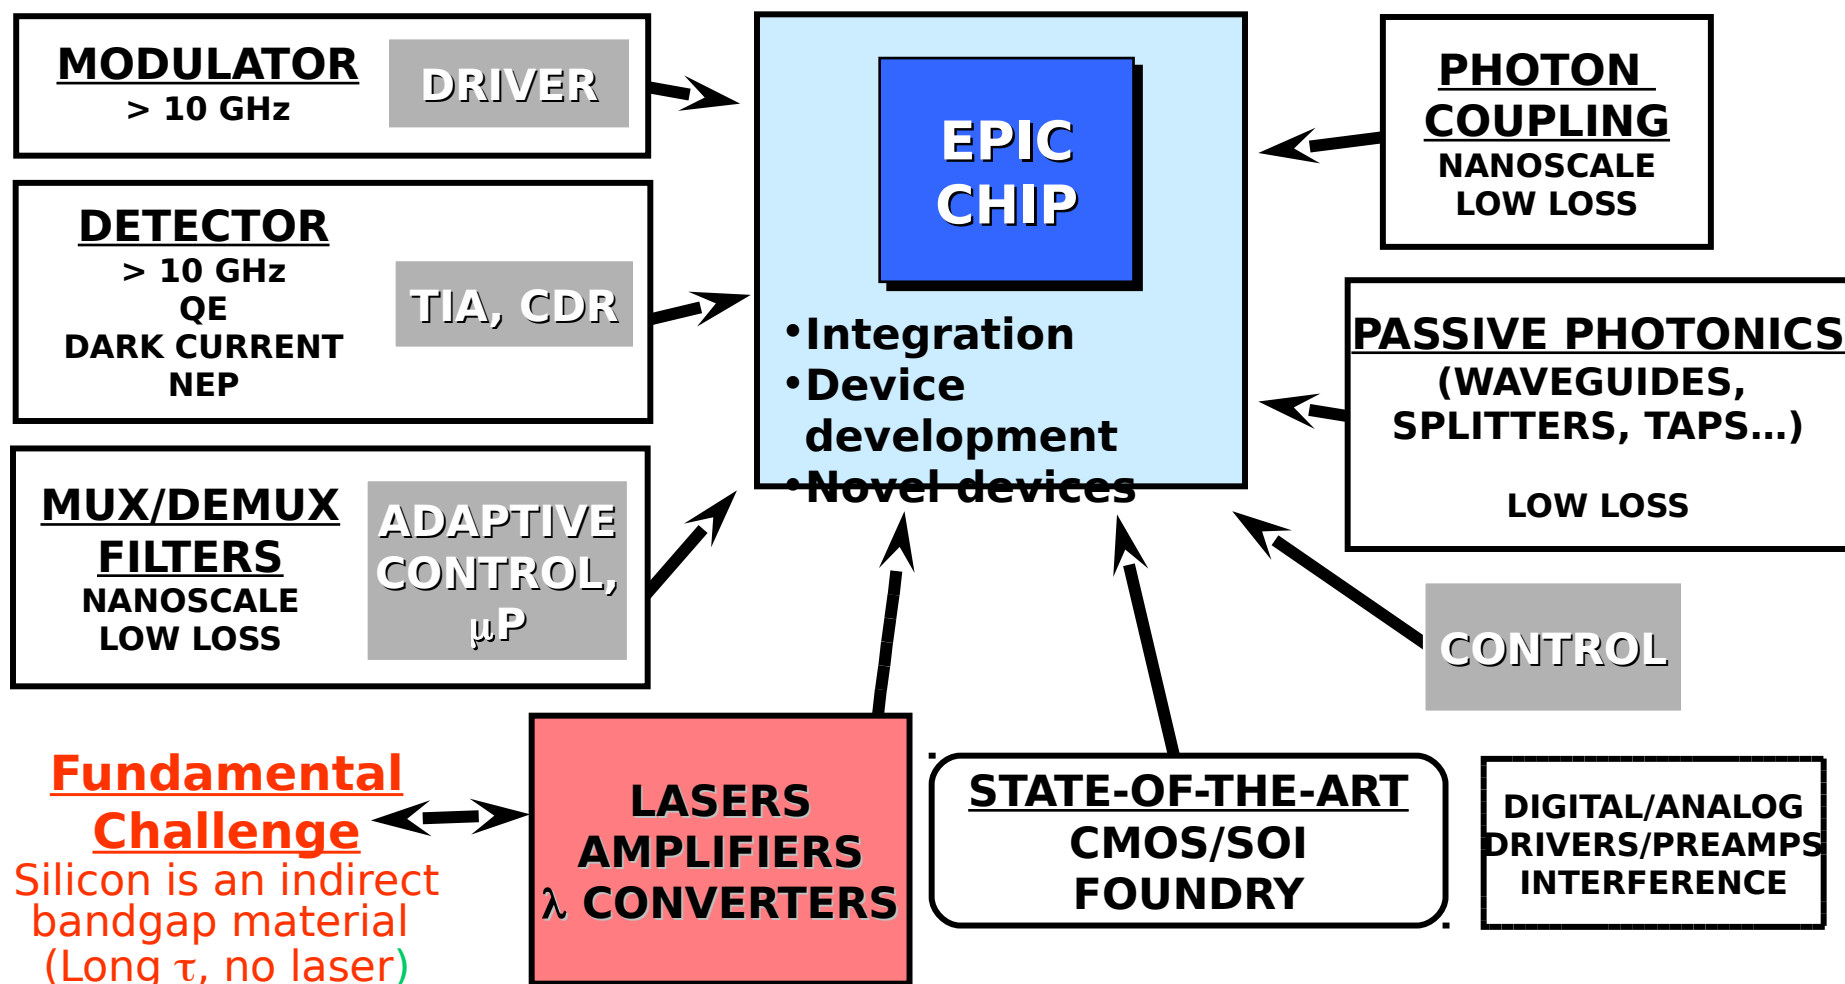 MODULATOR
> 10 GHz
DRIVER
DETECTOR
> 10 GHz
QE
DARK CURRENT
NEP
TIA, CDR
MUX/DEMUX
FILTERS
NANOSCALE
LOW LOSS
ADAPTIVE
CONTROL,
μP
EPIC
CHIP
•Integration
•Device
development
•Novel devices
PHOTON
COUPLING
NANOSCALE
LOW LOSS
PASSIVE PHOTONICS
(WAVEGUIDES,
SPLITTERS, TAPS...)
LOW LOSS
CONTROL
Fundamental
Challenge
Silicon is an indirect
bandgap material
(Long τ, no laser)
LASERS
AMPLIFIERS
λ CONVERTERS
STATE-OF-THE-ART
CMOS/SOI
FOUNDRY
DIGITAL/ANALOG
DRIVERS/PREAMPS
INTERFERENCE